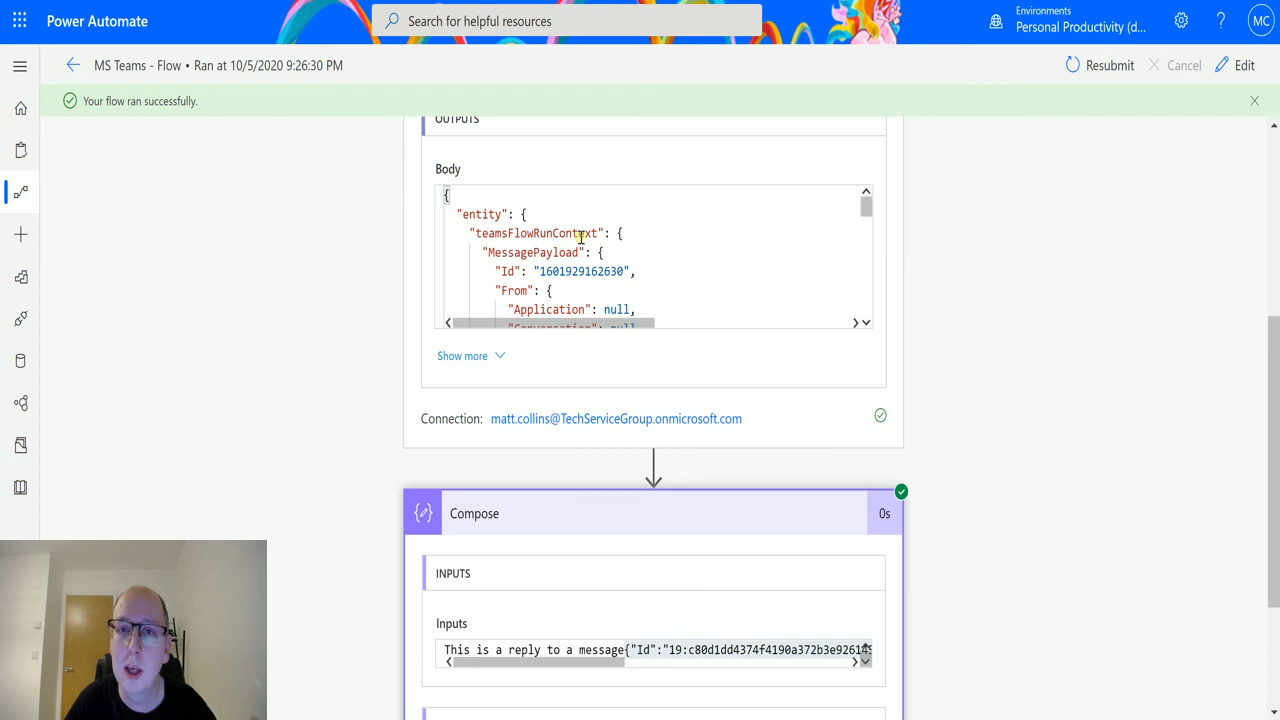 Power Automate
Search for helpful resources
Environments
Personal Productivity (d...
?
MC
MS Teams - Flow • Ran at 10/5/2020 9:26:30 PM
Resubmit
Cancel
Edit
Your flow ran successfully.
OUTPUTS
Body
{
"entity": {
"teamsFlowRunContext": {
"MessagePayload": {
"Id": "1601929162630",
"From": {
"Application": null,
"Conversation": null
Show more
Connection: matt.collins@TechServiceGroup.onmicrosoft.com
Compose
0s
INPUTS
Inputs
This is a reply to a message{"Id":"19:c80d1dd4374f4190a372b3e9261